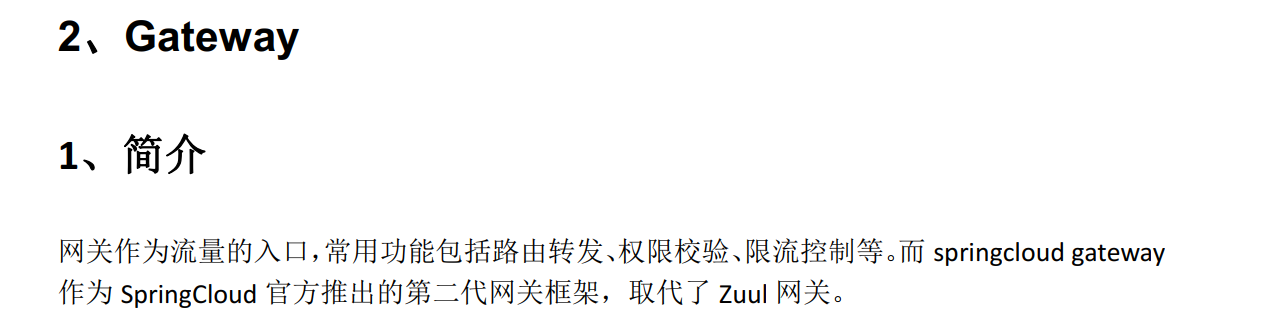 2、Gateway
1、简介
网关作为流量的入口，常用功能包括路由转发、权限校验、限流控制等。而 springcloud gateway
作为 SpringCloud 官方推出的第二代网关框架，取代了 Zuul 网关。